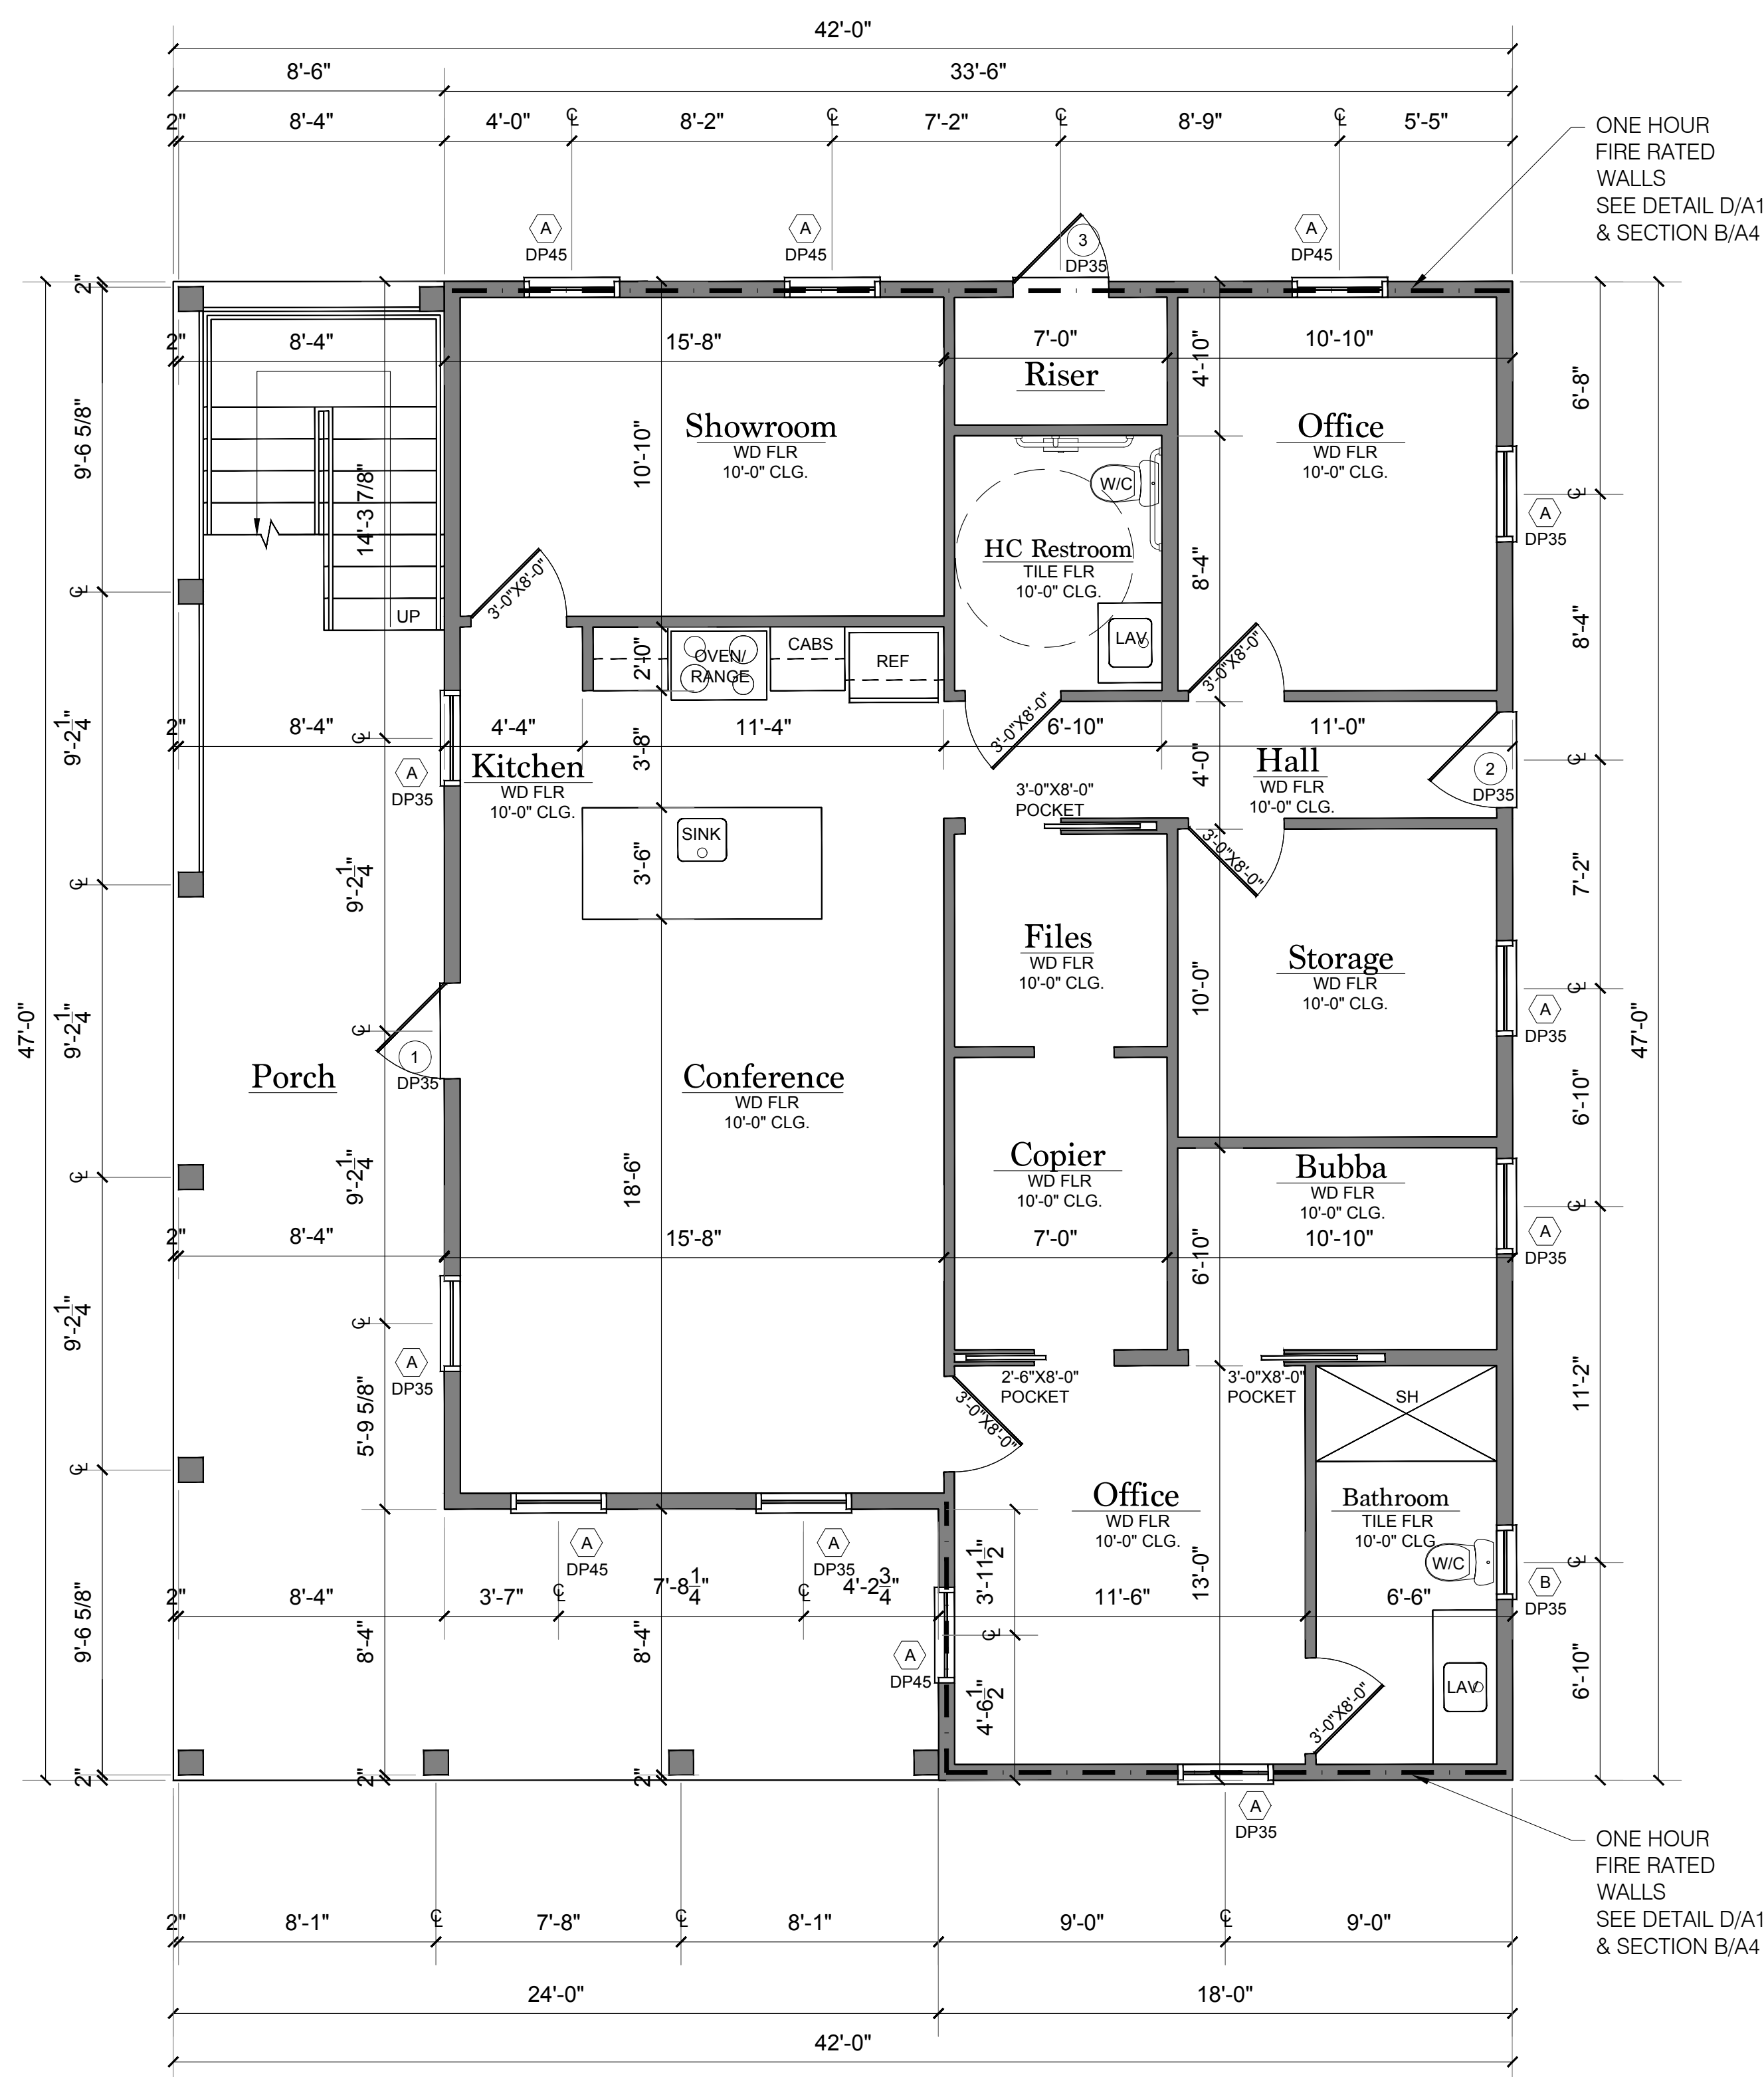 42'-0"
8'-6"
33'-6"
2"
8'-4"
4'-0"
8'-2"
7'-2"
8'-9"
5'-5"
ONE HOUR
FIRE RATED
WALLS
SEE DETAIL D/A1
& SECTION B/A4
A
DP45
A
DP45
3
DP35
A
DP45
2"
2"
8'-4"
15'-8"
7'-0"
10'-10"
4'-10"
6'-8"
Riser
9'-6 5/8"
14'-3 7/8"
10'-10"
Showroom
WD FLR
10'-0" CLG.
Office
WD FLR
10'-0" CLG.
W/C
A
DP35
HC Restroom
TILE FLR
10'-0" CLG.
8'-4"
8'-4"
UP
3'-0"X8'-0"
2'-0"
OVEN/
RANGE
CABS
REF
LAV
3'-0"X8'-0"
9'-2 1/4"
2"
8'-4"
4'-4"
11'-4"
3'-0"X8'-0"
6'-10"
11'-0"
3'-8"
4'-0"
A
DP35
Kitchen
WD FLR
10'-0" CLG.
Hall
WD FLR
10'-0" CLG.
2
DP35
3'-0"X8'-0"
POCKET
SINK
3'-6"
3'-0"X8'-0"
9'-2 1/4"
7'-2"
Files
WD FLR
10'-0" CLG.
10'-0"
Storage
WD FLR
10'-0" CLG.
A
DP35
47'-0"
9'-2 1/4"
47'-0"
1
DP35
Porch
Conference
WD FLR
10'-0" CLG.
6'-10"
9'-2 1/4"
18'-6"
Copier
WD FLR
10'-0" CLG.
Bubba
WD FLR
10'-0" CLG.
A
DP35
2"
8'-4"
15'-8"
7'-0"
6'-10"
10'-10"
9'-2 1/4"
A
DP35
5'-9 5/8"
2'-6"X8'-0"
POCKET
3'-0"X8'-0"
POCKET
SH
11'-2"
3'-0"X8'-0"
Office
WD FLR
10'-0" CLG.
Bathroom
TILE FLR
10'-0" CLG.
W/C
A
DP45
A
DP35
3'-11 1/2"
13'-0"
B
DP35
2"
8'-4"
3'-7"
7'-8 1/4"
4'-2 3/4"
11'-6"
6'-6"
9'-6 5/8"
8'-4"
8'-4"
A
DP45
4'-6 1/2"
3'-0"X8'-0"
LAV
6'-10"
2"
2"
2"
A
DP35
ONE HOUR
FIRE RATED
WALLS
SEE DETAIL D/A1
& SECTION B/A4
2"
8'-1"
7'-8"
8'-1"
9'-0"
9'-0"
24'-0"
18'-0"
42'-0"